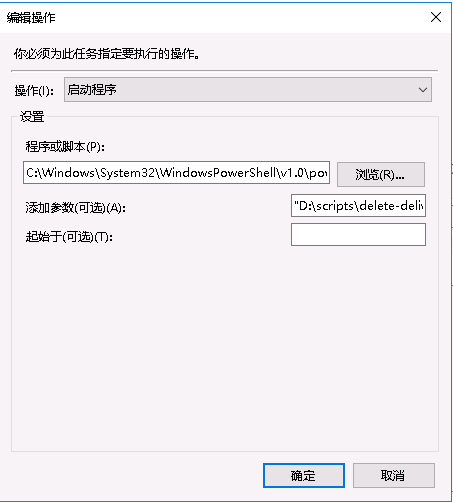 编辑操作
你必须为此任务指定要执行的操作。
操作(I): 启动程序
设置
程序或脚本(P):
C:\Windows\System32\WindowsPowerShell\v1.0\pov 浏览(R)...
添加参数(可选)(A): "D:\scripts\delete-deli
起始于(可选)(T):
确定 取消